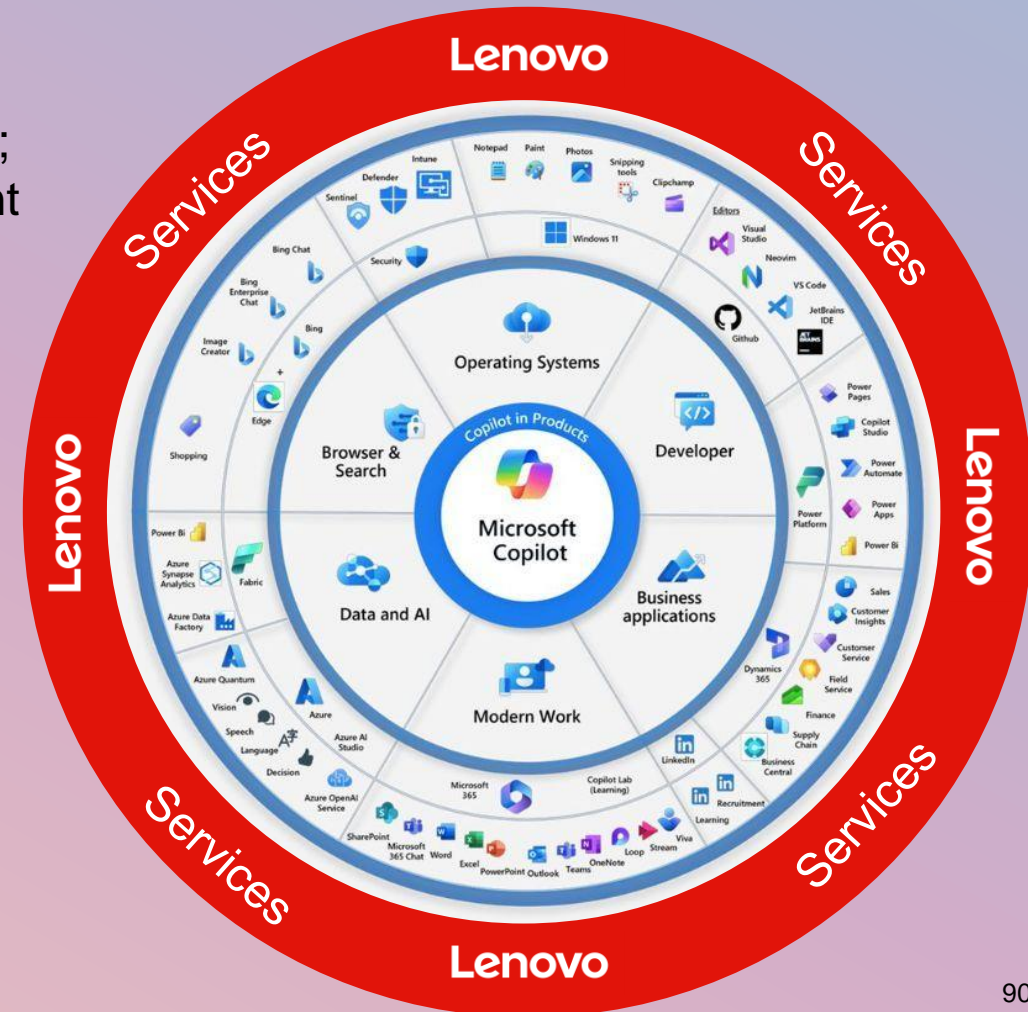 Lenovo
;
nt
Services
Services
Intune
Defender
Sentinel
Security
Notepad
Paint
Photos
Snipping
tools
Clipchamp
Windows 11
Editors
Visual
Studio
Neovim
VS Code
JetBrains
IDE
JET
BRAINS
Github
Bing Chat
Bing
Enterprise
Chat
Image
Creator
Bing
+
Edge
Shopping
Operating Systems
Browser &
Search
Developer
Copilot in Products
Microsoft
Copilot
Data and AI
Business
applications
Modern Work
Lenovo
Lenovo
Power
Pages
Copilot
Studio
Power
Automate
Power
Apps
Power Bi
Power
Platform
Power Bi
Azure
Synapse
Analytics
Azure Data
Factory
Fabric
Sales
Customer
Insights
Customer
Service
Field
Service
Finance
Supply
Chain
Business
Central
Dynamics
365
Azure Quantum
Vision
Speech
Language
Decision
Azure OpenAI
Service
Azure
Azure AI
Studio
Microsoft
365
Copilot Lab
(Learning)
LinkedIn
in
in
in
Recruitment
Learning
SharePoint
Microsoft
365 Chat
Word
Excel
PowerPoint
Outlook
Teams
OneNote
Loop
Stream
Viva
Services
Services
Lenovo
90